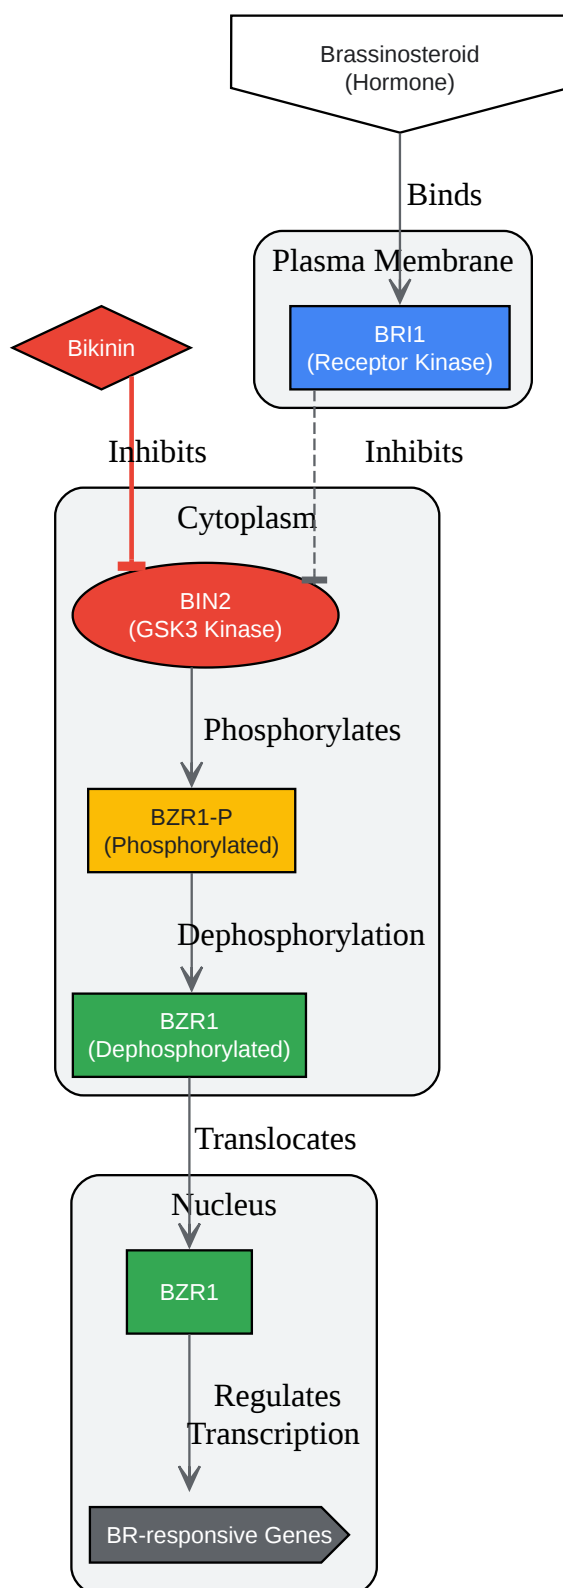 Brassinosteroid
(Hormone)
Binds
Plasma Membrane
BRI1
(Receptor Kinase)
Bikinin
Inhibits
Inhibits
Cytoplasm
BIN2
(GSK3 Kinase)
Phosphorylates
BZR1-P
(Phosphorylated)
Dephosphorylation
BZR1
(Dephosphorylated)
Translocates
Nucleus
BZR1
Regulates
Transcription
BR-responsive Genes